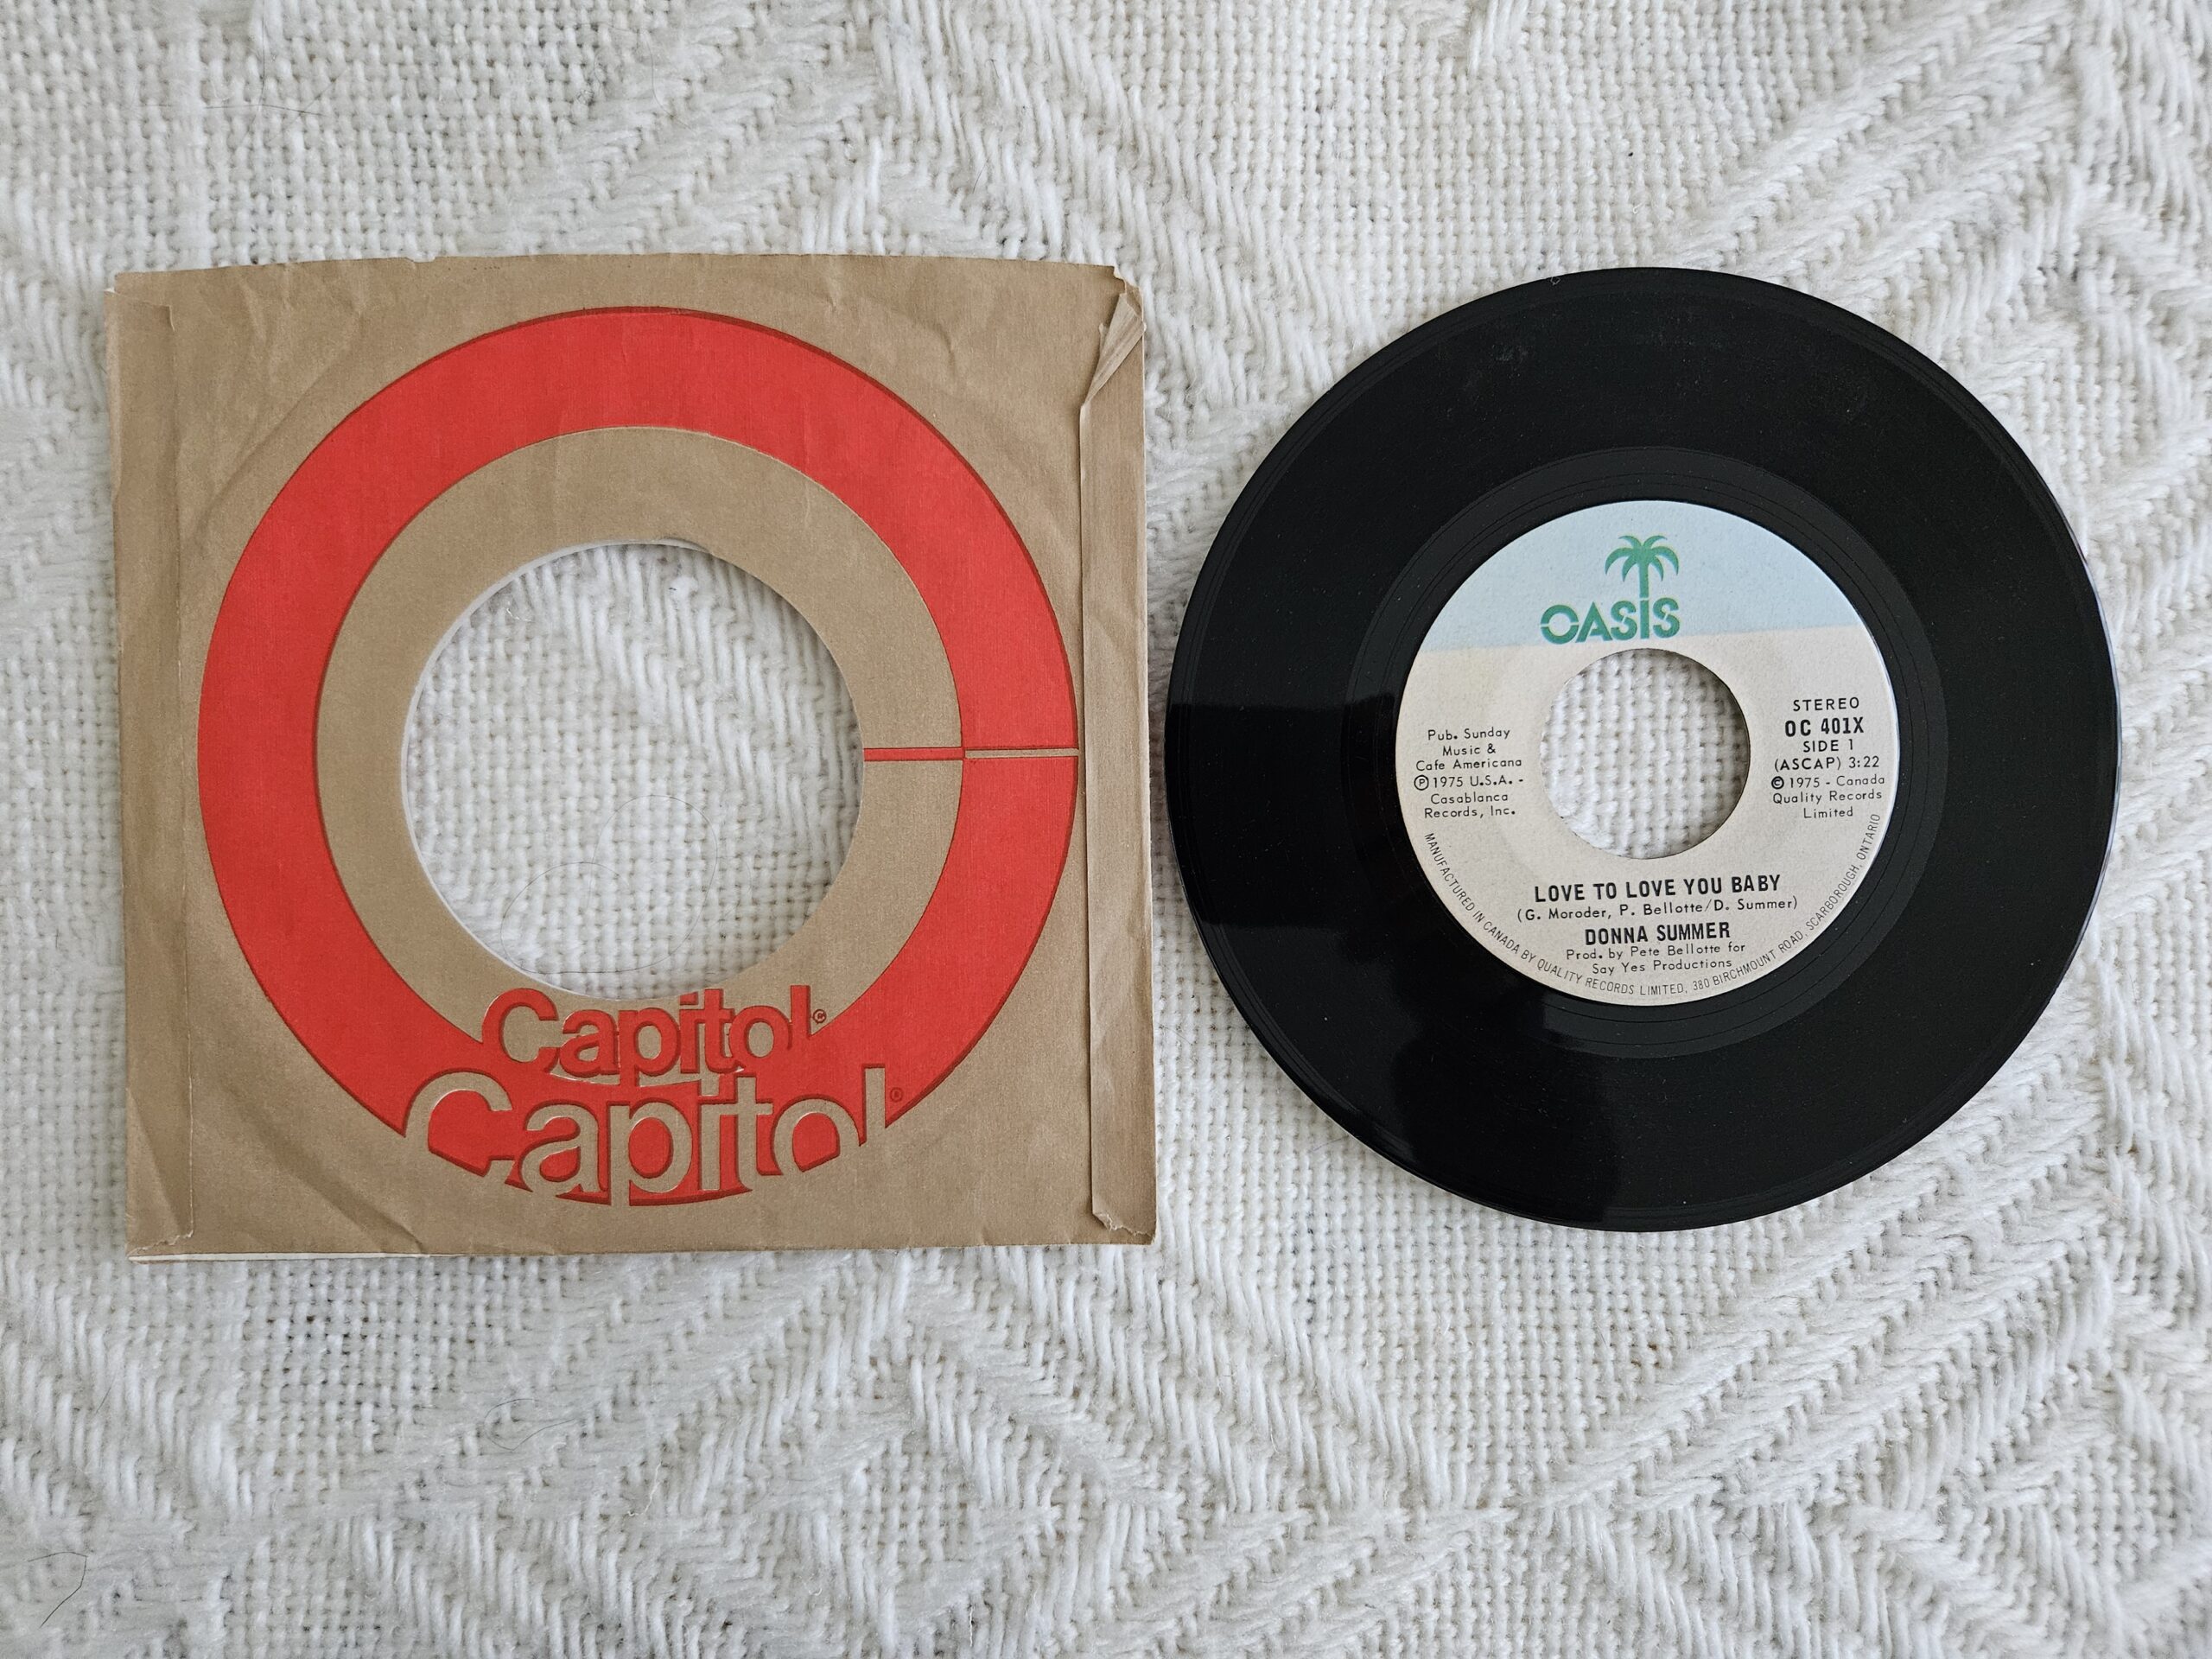 Capitol®
Capitol®
OASIS
Pub. Sunday
Music &
Cafe Americana
Ⓟ1975 U.S.A. -
Casablanca
Records, Inc.
STEREO
OC 401X
SIDE 1
(ASCAP) 3:22
©1975 - Canada
Quality Records
Limited
LOVE TO LOVE YOU BABY
(G. Moroder, P. Bellotte/D. Summer)
DONNA SUMMER
Prod. by Pete Bellotte for
Say Yes Productions
MANUFACTURED IN CANADA BY QUALITY RECORDS LIMITED, 380 BIRCHMOUNT ROAD, SCARBOROUGH, ONTARIO